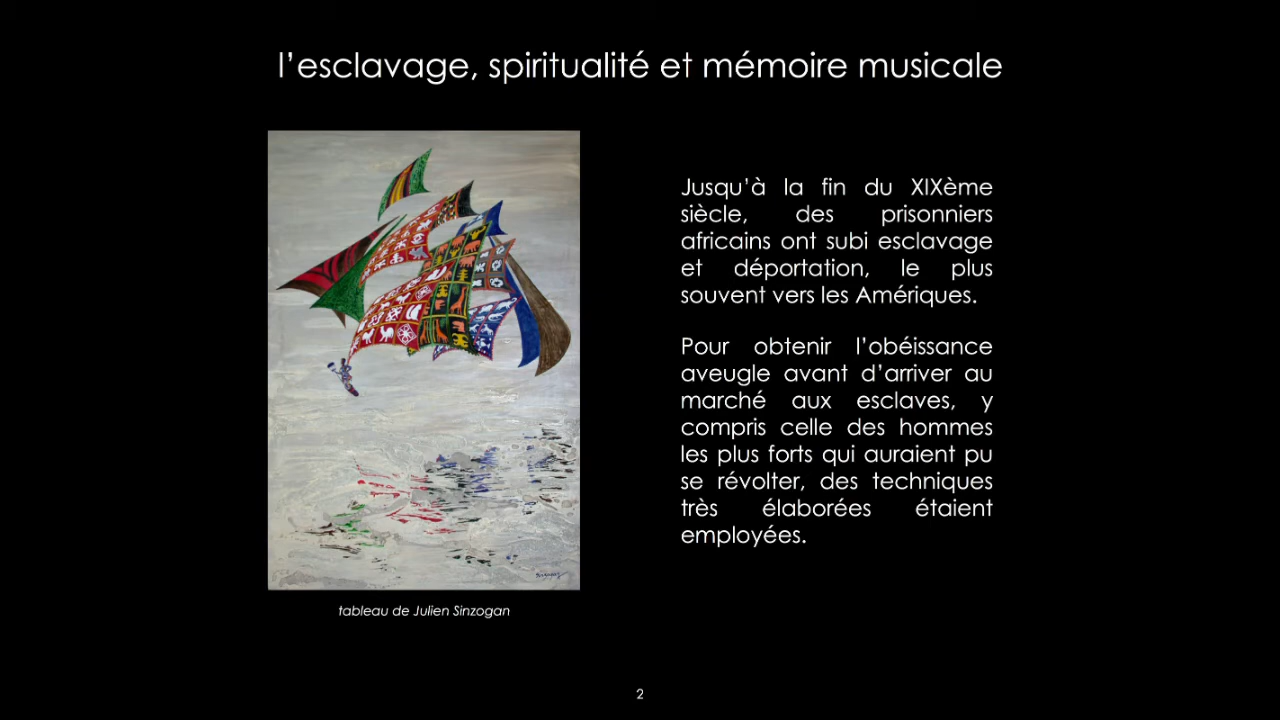 l'esclavage, spiritualité et mémoire musicale
Jusqu'à la fin du XIXème
siècle, des prisonniers
africains ont subi esclavage
et déportation, le plus
souvent vers les Amériques.
Pour obtenir l'obéissance
aveugle avant d'arriver au
marché aux esclaves, y
compris celle des hommes
les plus forts qui auraient pu
se révolter, des techniques
très élaborées étaient
employées.
tableau de Julien Sinzogan
2